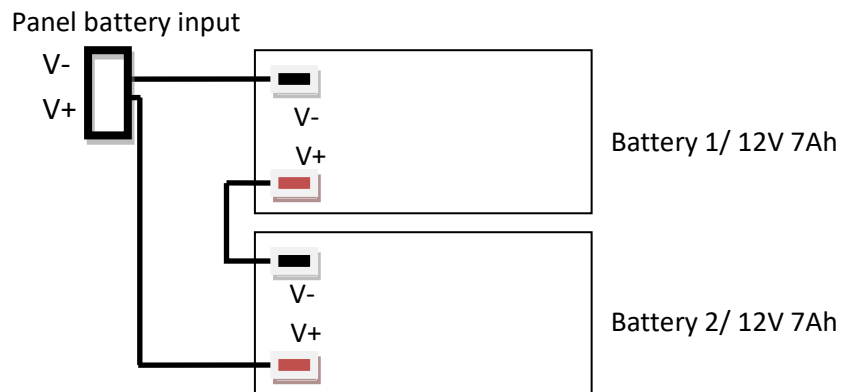 Panel battery input
V-
V+
V-
V+
Battery 1/ 12V 7Ah
V-
V+
Battery 2/ 12V 7Ah